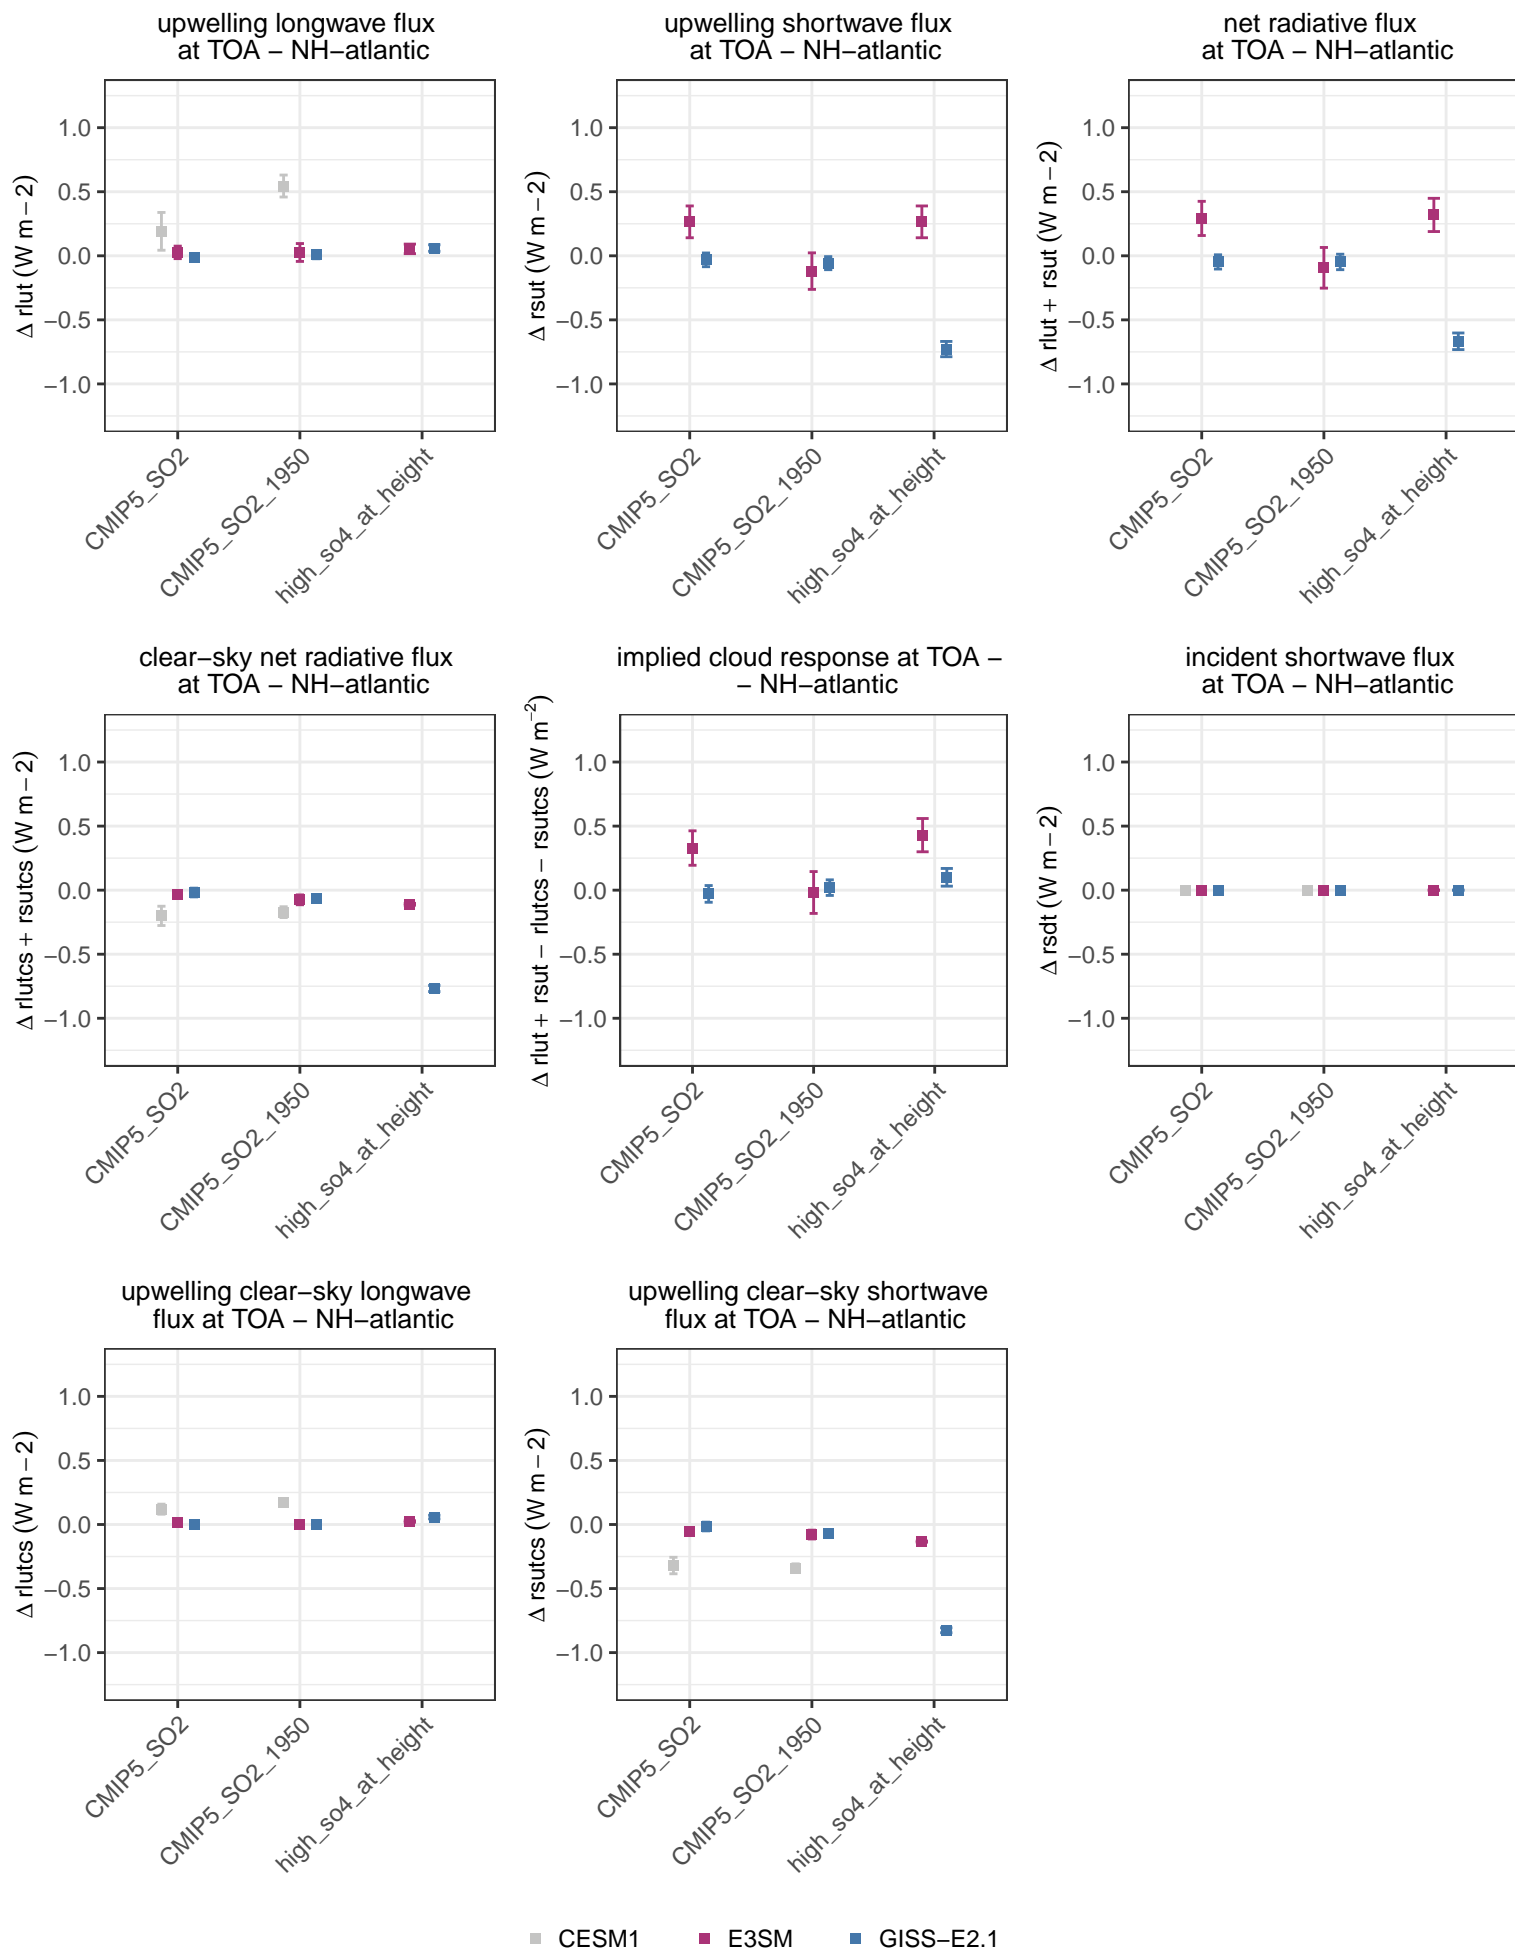 upwelling longwave flux
at TOA − NH−atlantic
Δ rlut (W m − 2)
1.0
0.5
0.0
−0.5
−1.0
CMIP5_SO2
CMIP5_SO2_1950
high_so4_at_height
upwelling shortwave flux
at TOA − NH−atlantic
Δ rsut (W m − 2)
1.0
0.5
0.0
−0.5
−1.0
CMIP5_SO2
CMIP5_SO2_1950
high_so4_at_height
net radiative flux
at TOA − NH−atlantic
Δ rlut + rsut (W m − 2)
1.0
0.5
0.0
−0.5
−1.0
CMIP5_SO2
CMIP5_SO2_1950
high_so4_at_height
clear−sky net radiative flux
at TOA − NH−atlantic
Δ rlutcs + rsutcs (W m − 2)
1.0
0.5
0.0
−0.5
−1.0
CMIP5_SO2
CMIP5_SO2_1950
high_so4_at_height
implied cloud response at TOA −
− NH−atlantic
Δ rlut + rsut − rlutcs − rsutcs (W m⁻²)
1.0
0.5
0.0
−0.5
−1.0
CMIP5_SO2
CMIP5_SO2_1950
high_so4_at_height
incident shortwave flux
at TOA − NH−atlantic
Δ rsdt (W m − 2)
1.0
0.5
0.0
−0.5
−1.0
CMIP5_SO2
CMIP5_SO2_1950
high_so4_at_height
upwelling clear−sky longwave
flux at TOA − NH−atlantic
Δ rlutcs (W m − 2)
1.0
0.5
0.0
−0.5
−1.0
CMIP5_SO2
CMIP5_SO2_1950
high_so4_at_height
upwelling clear−sky shortwave
flux at TOA − NH−atlantic
Δ rsutcs (W m − 2)
1.0
0.5
0.0
−0.5
−1.0
CMIP5_SO2
CMIP5_SO2_1950
high_so4_at_height
CESM1 E3SM GISS−E2.1